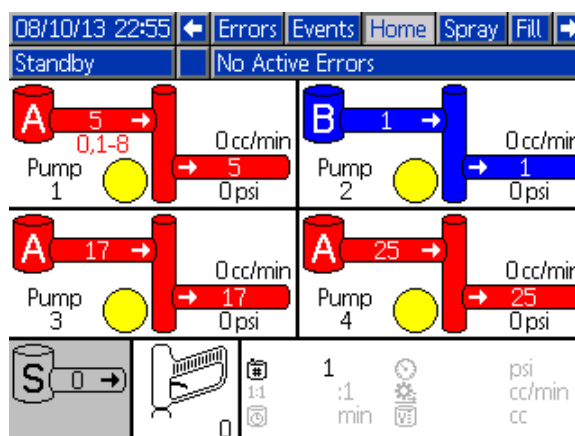 08/10/13 22:55 Errors Events Home Spray Fill
Standby No Active Errors
A 5
0,1-8
0 cc/min
5
Pump
1
0 psi
B 1
0 cc/min
1
Pump
2
0 psi
A 17
0 cc/min
17
Pump
3
0 psi
A 25
0 cc/min
25
Pump
4
0 psi
S 0
0
# 1 psi
1:1 :1 cc/min
min cc